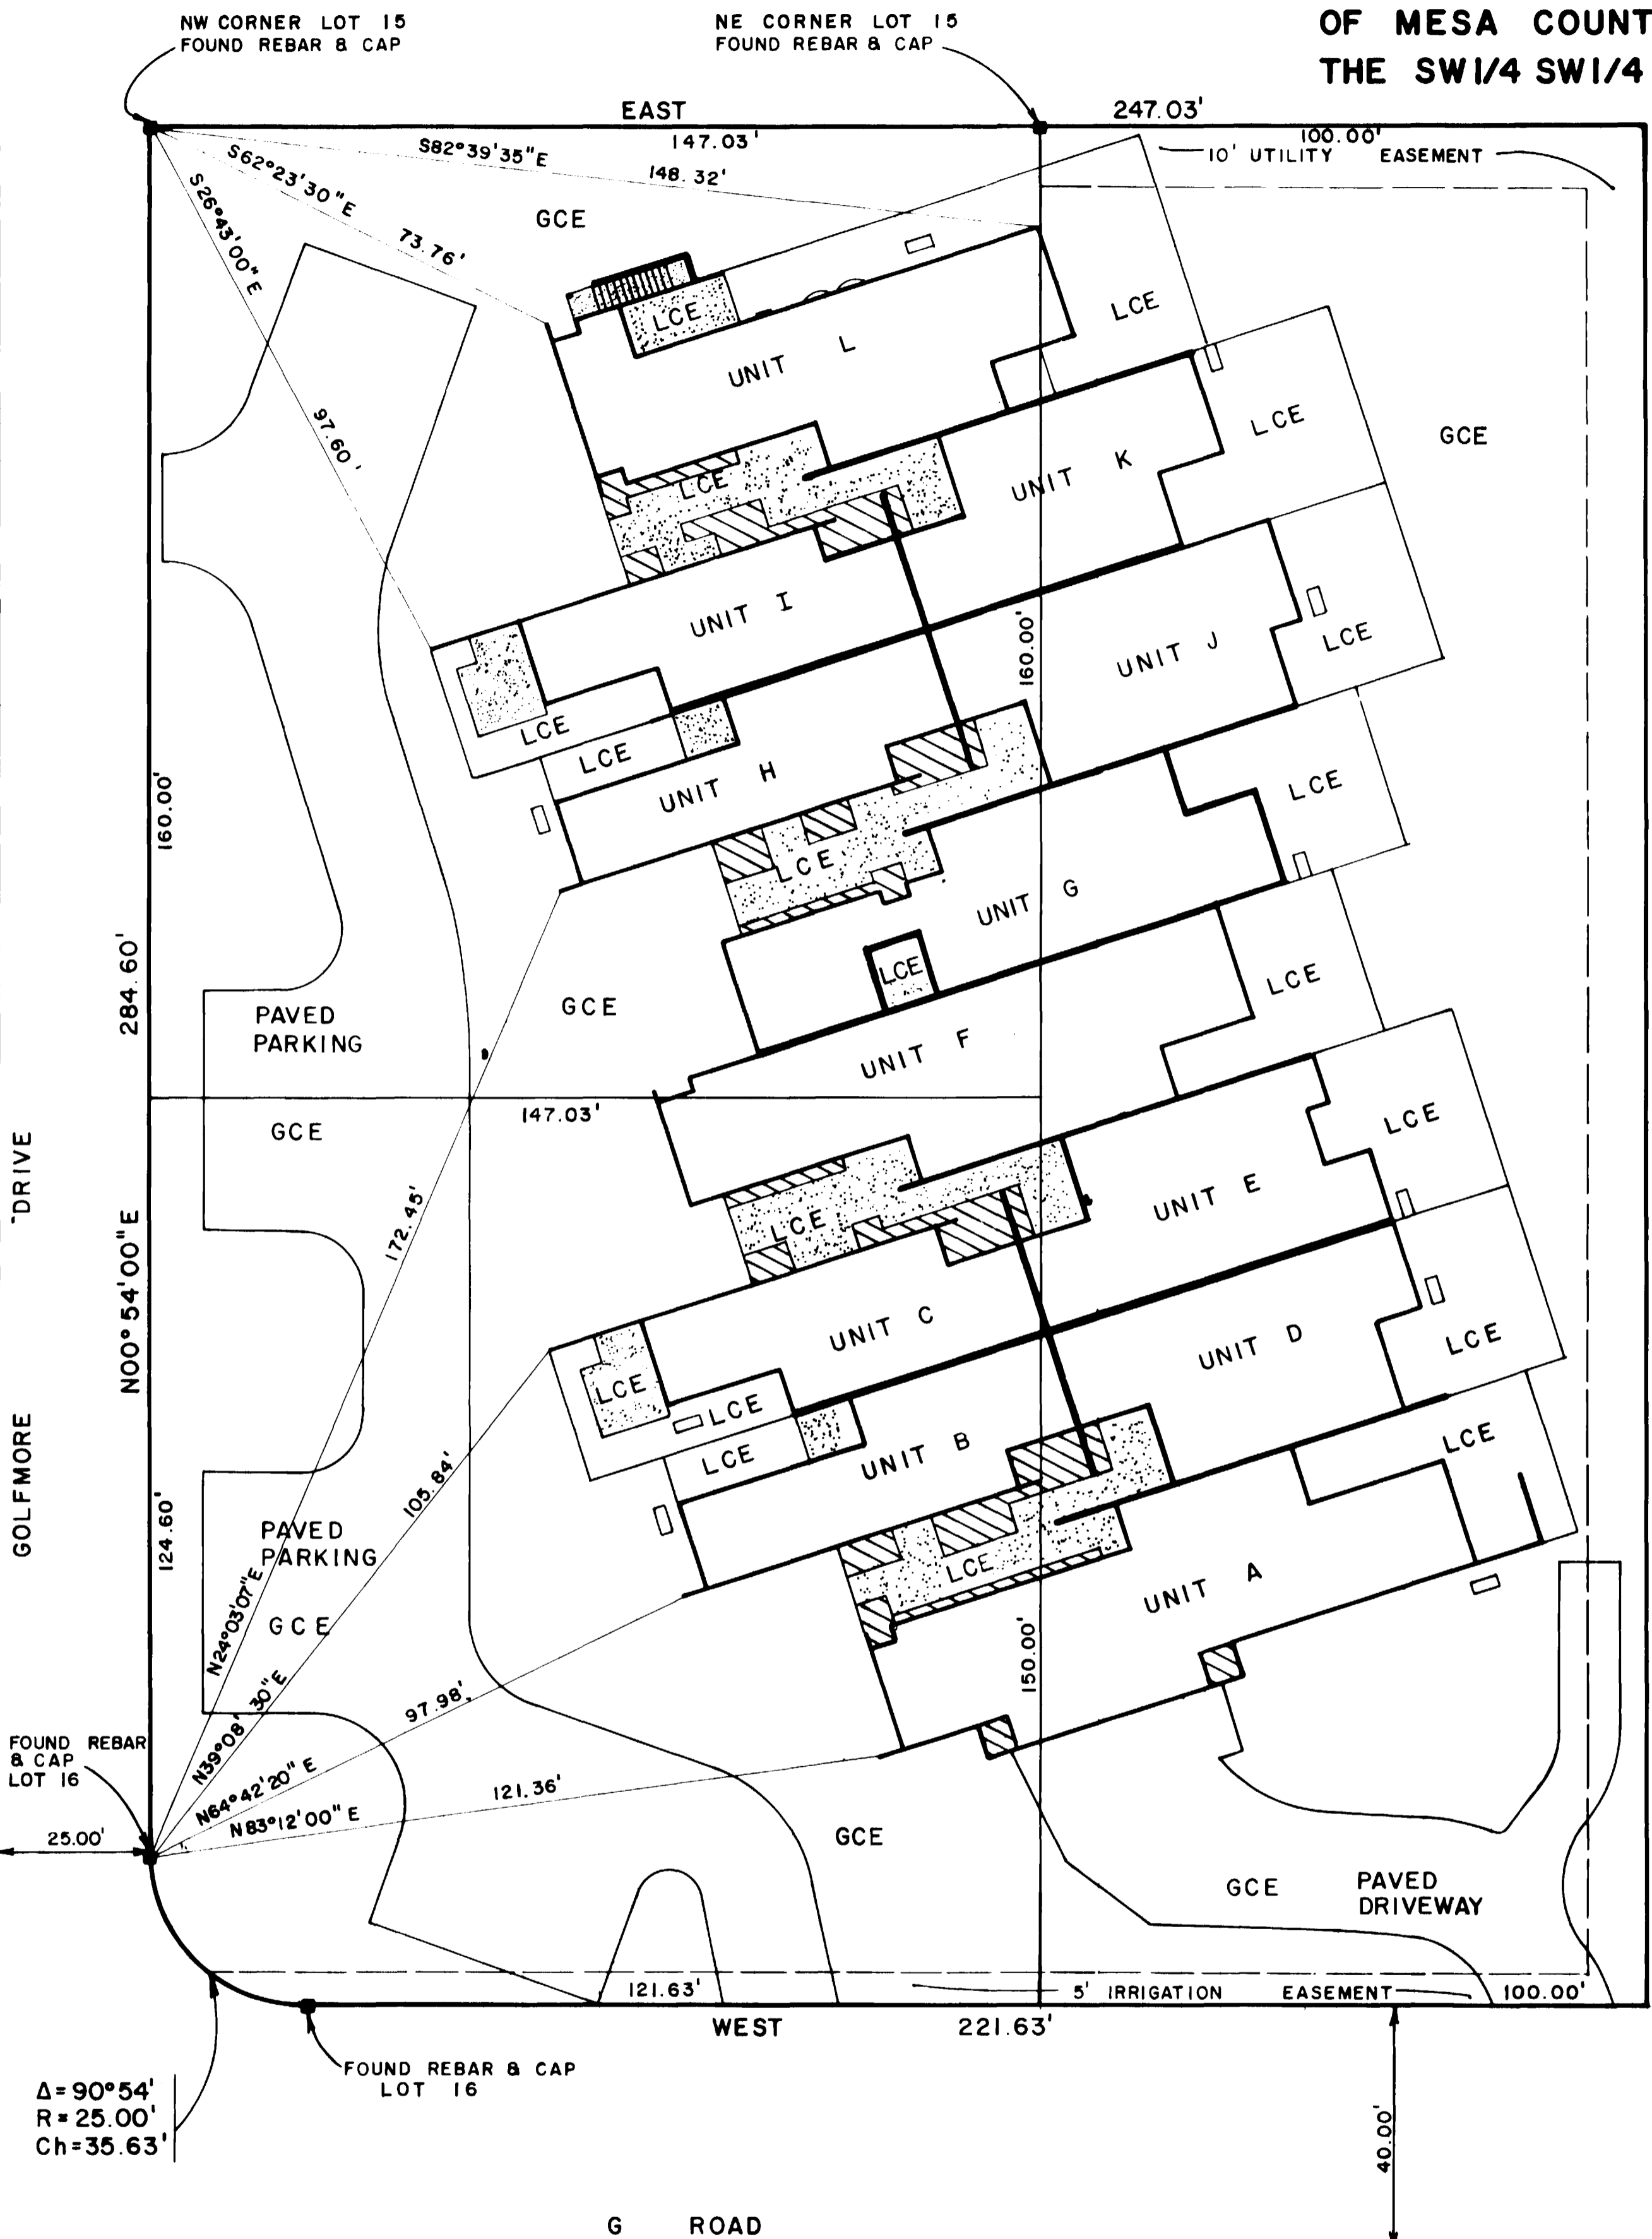 NW CORNER LOT 15
FOUND REBAR & CAP
NE CORNER LOT 15
FOUND REBAR & CAP
OF MESA COUNT
THE SW1/4 SW1/4
EAST
247.03'
147.03'
100.00'
10' UTILITY EASEMENT
S82°39'35"E
148.32'
S62°23'30"E
73.76'
S26°43'00"E
97.60'
GCE
LCE
UNIT L
LCE
LCE
UNIT K
LCE
GCE
UNIT I
160.00'
UNIT J
LCE
LCE
LCE
LCE
UNIT H
LCE
160.00'
LCE
UNIT G
LCE
LCE
284.60'
PAVED
PARKING
GCE
UNIT F
147.03'
GCE
LCE
DRIVE
172.45'
LCE
UNIT E
N00°54'00"E
UNIT C
UNIT D
LCE
LCE
LCE
LCE
GOLFMORE
105.84'
UNIT B
LCE
124.60'
PAVED
PARKING
LCE
UNIT A
GCE
N24°03'07"E
150.00'
N39°08'30"E
97.98'
FOUND REBAR
& CAP
LOT 16
N64°42'20"E
121.36'
N83°12'00"E
25.00'
GCE
GCE
PAVED
DRIVEWAY
121.63'
5' IRRIGATION EASEMENT
100.00'
WEST
221.63'
FOUND REBAR & CAP
LOT 16
Δ=90°54'
R=25.00'
Ch=35.63'
40.00'
G ROAD